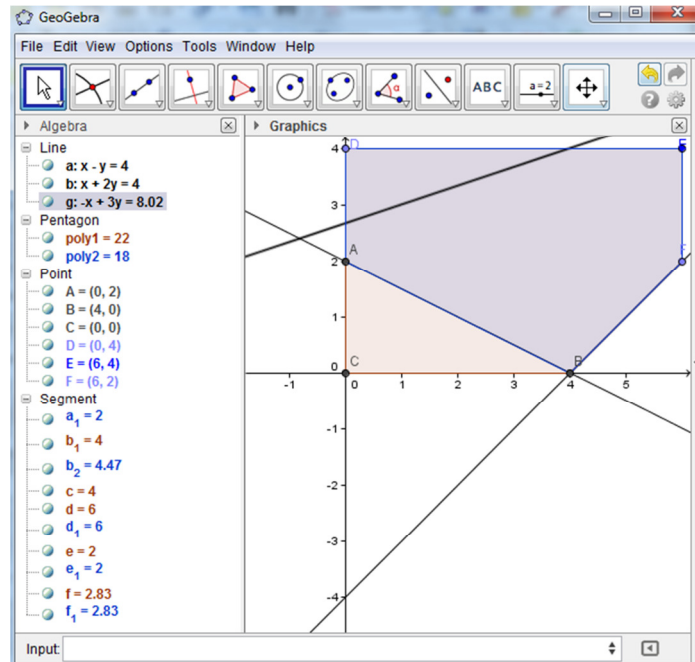 GeoGebra
File Edit View Options Tools Window Help
ABC
a=2
Algebra
Graphics
Line
a: x - y = 4
b: x + 2y = 4
g: -x + 3y = 8.02
Pentagon
poly1 = 22
poly2 = 18
Point
A = (0, 2)
B = (4, 0)
C = (0, 0)
D = (0, 4)
E = (6, 4)
F = (6, 2)
Segment
a₁ = 2
b₁ = 4
b₂ = 4.47
c = 4
d = 6
d₁ = 6
e = 2
e₁ = 2
f = 2.83
f₁ = 2.83
4 D E
3
2 A F
1
0 C B
-1 0 1 2 3 4 5
-1
-2
-3
-4
α
Input: